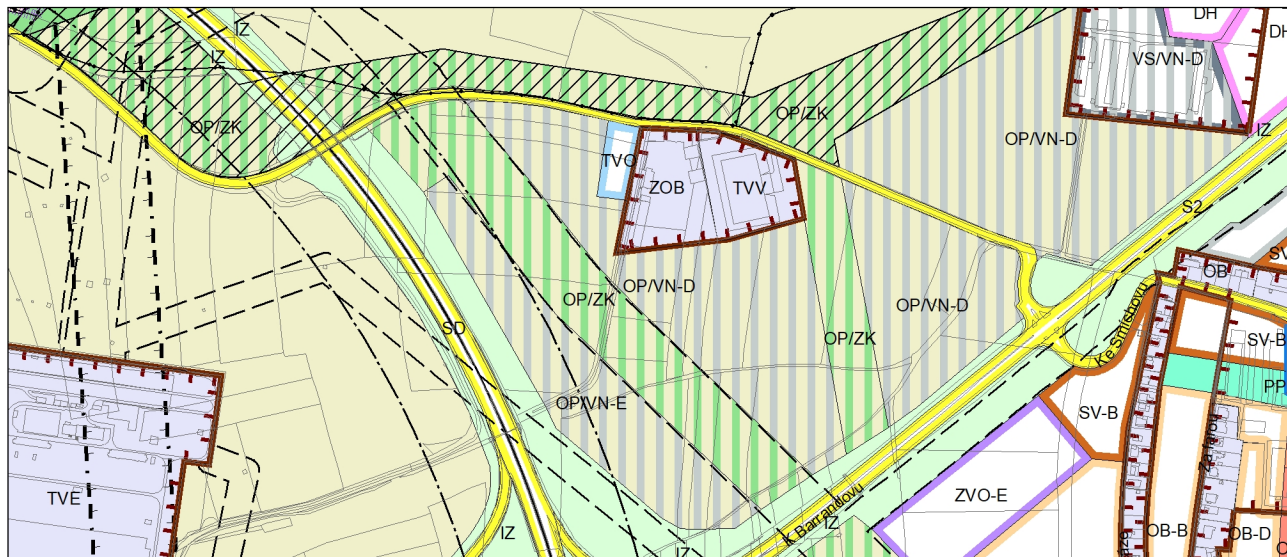 IZ
DH
DH
IZ
VS/VN-D
OP/ZK
OP/ZK
IZ
TVO
ZOB
TVV
OP/VN-D
S2
OB
SV
OP/ZK
OP/VN-D
OP/VN-D
Ke Smíchovu
SD
OP/ZK
SV-B
OP/VN-E
SV-B
PP
Za farou
TVE
ZVO-E
K Barrandovu
IZ
IZ
IZ
OB-B
OB-D